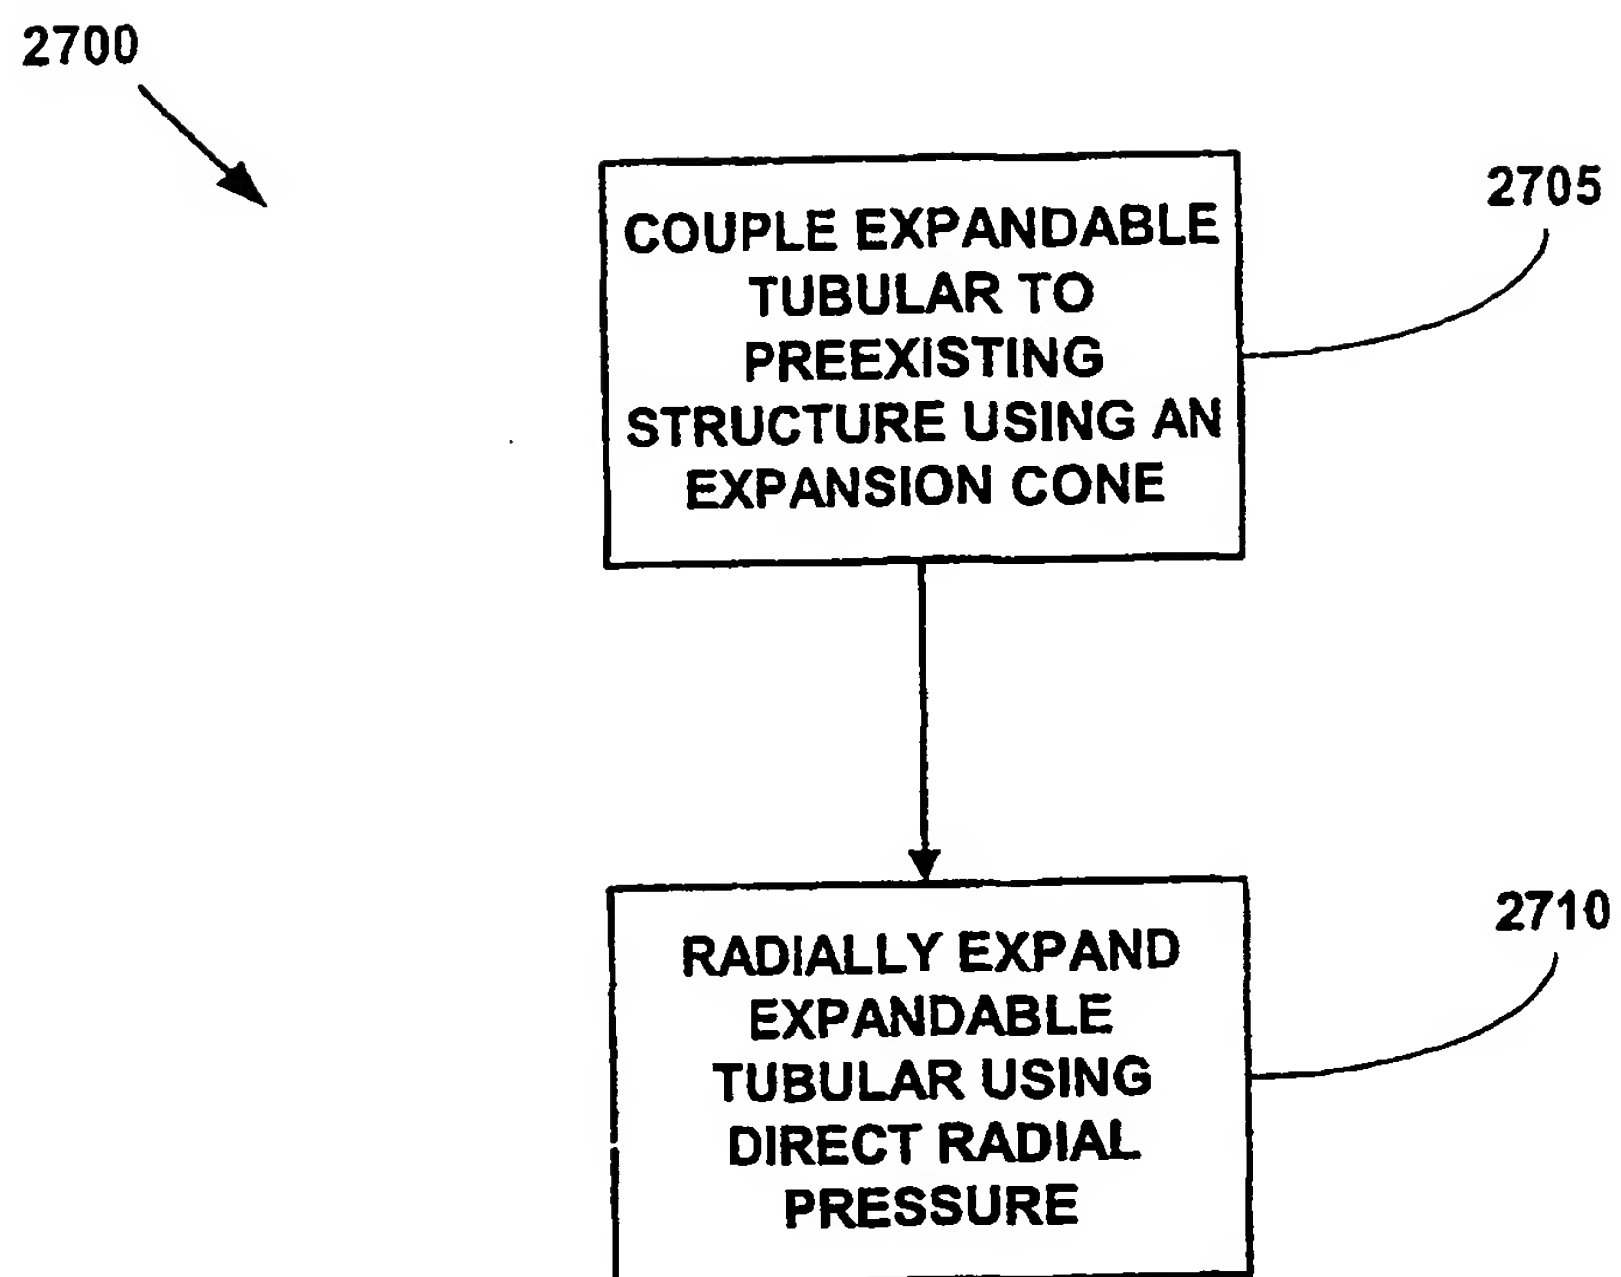 2700
2705
COUPLE EXPANDABLE
TUBULAR TO
PREEXISTING
STRUCTURE USING AN
EXPANSION CONE
2710
RADIALLY EXPAND
EXPANDABLE
TUBULAR USING
DIRECT RADIAL
PRESSURE